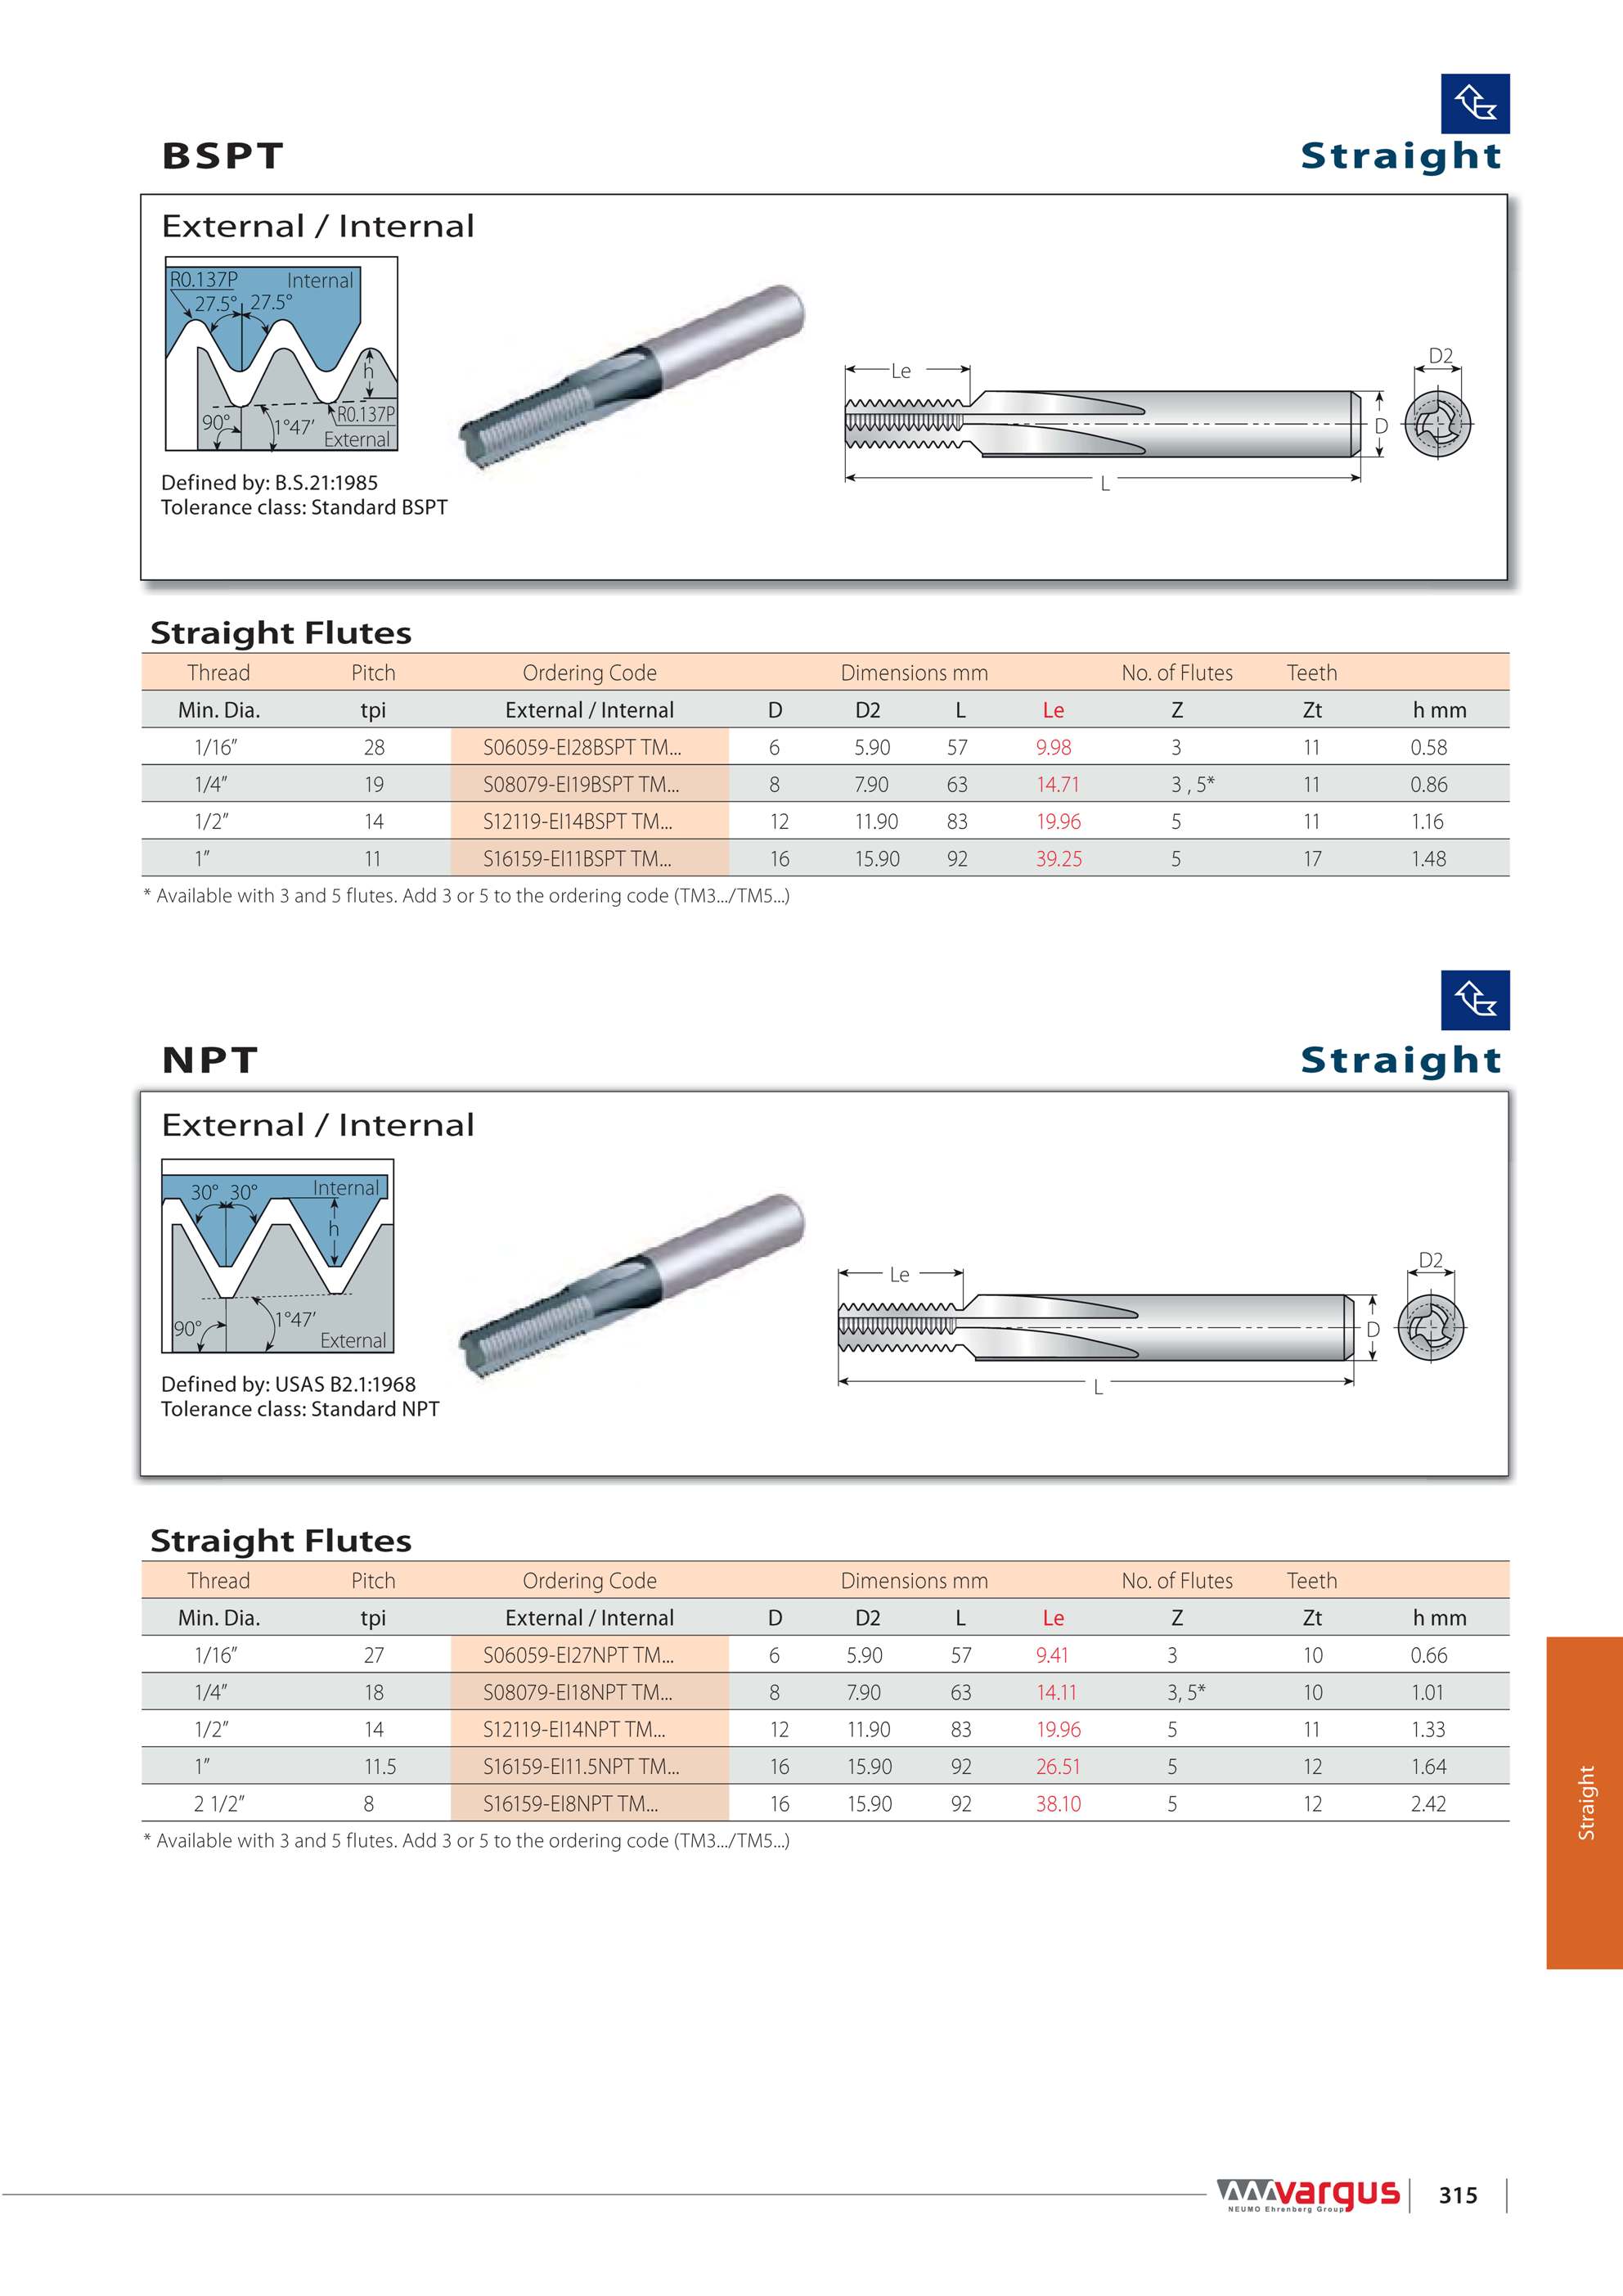 BSPT
Straight
External / Internal
R0.137P
Internal
27.5° 27.5°
h
90°
1°47′
R0.137P
External
Le
D2
D
L
Defined by: B.S.21:1985
Tolerance class: Standard BSPT
Straight Flutes
Thread Pitch Ordering Code Dimensions mm No. of Flutes Teeth
Min. Dia. tpi External / Internal D D2 L Le Z Zt h mm
1/16″ 28 S06059-EI28BSPT TM... 6 5.90 57 9.98 3 11 0.58
1/4″ 19 S08079-EI19BSPT TM... 8 7.90 63 14.71 3 , 5* 11 0.86
1/2″ 14 S12119-EI14BSPT TM... 12 11.90 83 19.96 5 11 1.16
1″ 11 S16159-EI11BSPT TM... 16 15.90 92 39.25 5 17 1.48
* Available with 3 and 5 flutes. Add 3 or 5 to the ordering code (TM3.../TM5...)
NPT
Straight
External / Internal
30° 30°
Internal
h
90°
1°47′
External
Le
D2
D
L
Defined by: USAS B2.1:1968
Tolerance class: Standard NPT
Straight Flutes
Thread Pitch Ordering Code Dimensions mm No. of Flutes Teeth
Min. Dia. tpi External / Internal D D2 L Le Z Zt h mm
1/16″ 27 S06059-EI27NPT TM... 6 5.90 57 9.41 3 10 0.66
1/4″ 18 S08079-EI18NPT TM... 8 7.90 63 14.11 3, 5* 10 1.01
1/2″ 14 S12119-EI14NPT TM... 12 11.90 83 19.96 5 11 1.33
1″ 11.5 S16159-EI11.5NPT TM... 16 15.90 92 26.51 5 12 1.64
2 1/2″ 8 S16159-EI8NPT TM... 16 15.90 92 38.10 5 12 2.42
* Available with 3 and 5 flutes. Add 3 or 5 to the ordering code (TM3.../TM5...)
Straight
vargus
NEUMO Ehrenberg Group
315